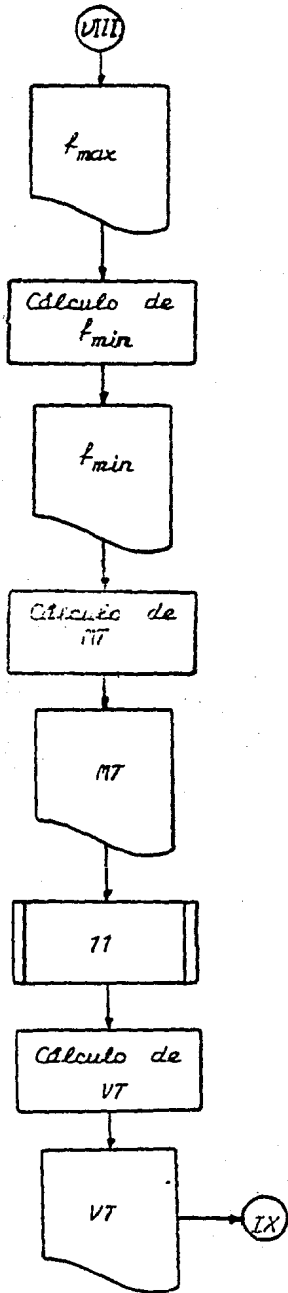 VIII
fmax
Cálculo de
fmin
fmin
Cálculo de
MT
MT
11
Cálculo de
VT
VT
IX